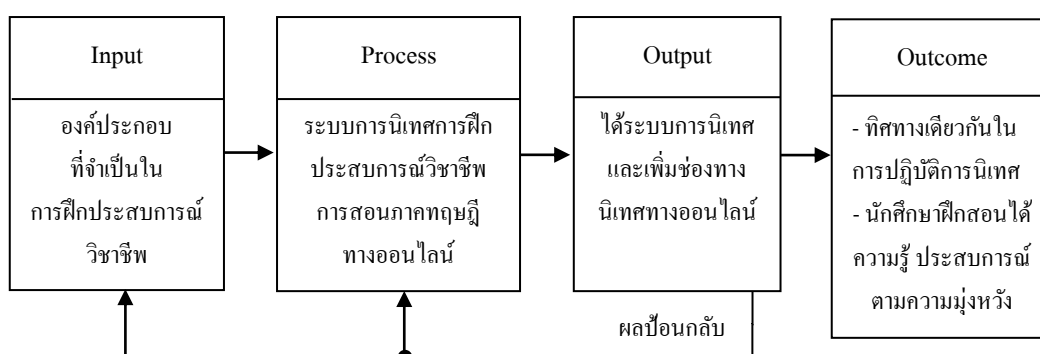 Input
องค์ประกอบ
ที่จำเป็นใน
การฝึกประสบการณ์
วิชาชีพ
Process
ระบบการนิเทศการฝึก
ประสบการณ์วิชาชีพ
การสอนภาคทฤษฎี
ทางออนไลน์
Output
ได้ระบบการนิเทศ
และเพิ่มช่องทาง
นิเทศทางออนไลน์
Outcome
- ทิศทางเดียวกันใน
การปฏิบัติการนิเทศ
- นักศึกษาฝึกสอนได้
ความรู้ ประสบการณ์
ตามความมุ่งหวัง
ผลป้อนกลับ